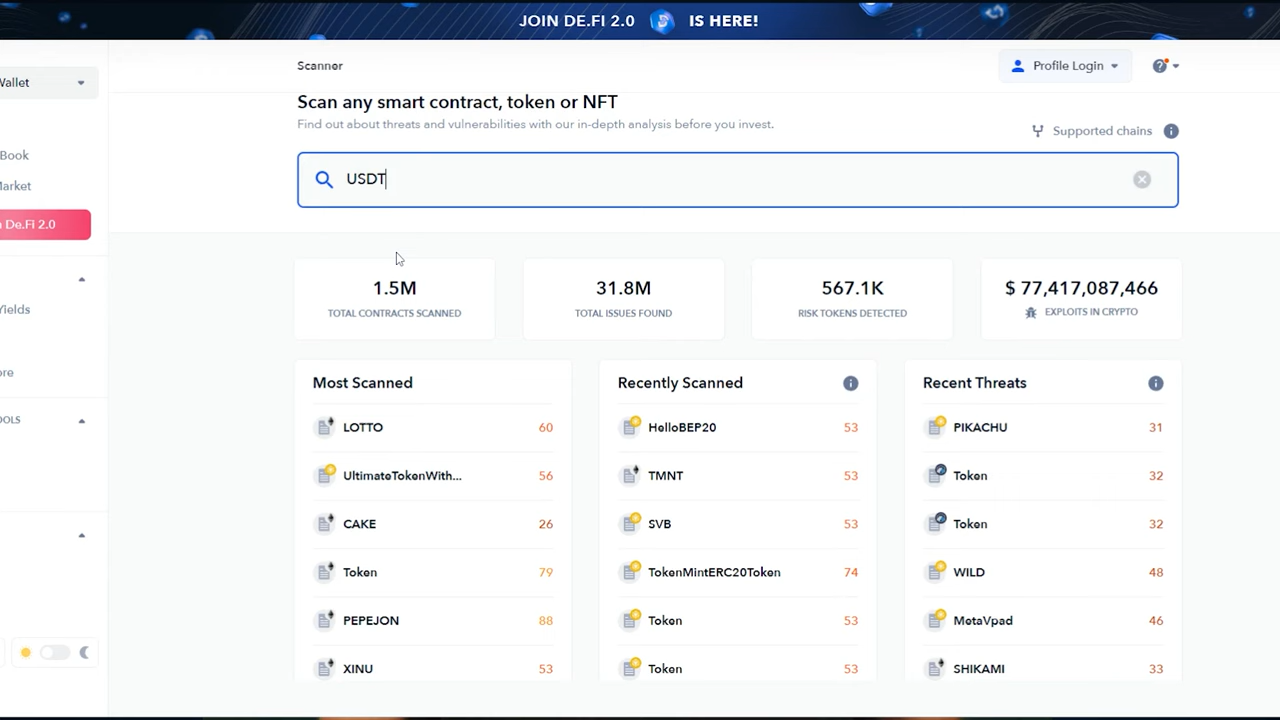 JOIN DE.FI 2.0 IS HERE!
Wallet
Scanner
Profile Login
Scan any smart contract, token or NFT
Find out about threats and vulnerabilities with our in-depth analysis before you invest.
Supported chains
Book
Market
De.Fi 2.0
USDT
1.5M
TOTAL CONTRACTS SCANNED
31.8M
TOTAL ISSUES FOUND
567.1K
RISK TOKENS DETECTED
$ 77,417,087,466
EXPLOITS IN CRYPTO
Yields
Most Scanned
LOTTO 60
UltimateTokenWith... 56
CAKE 26
Token 79
PEPEJON 88
XINU 53
Recently Scanned
HelloBEP20 53
TMNT 53
SVB 53
TokenMintERC20Token 74
Token 53
Token 53
Recent Threats
PIKACHU 31
Token 32
Token 32
WILD 48
MetaVpad 46
SHIKAMI 33